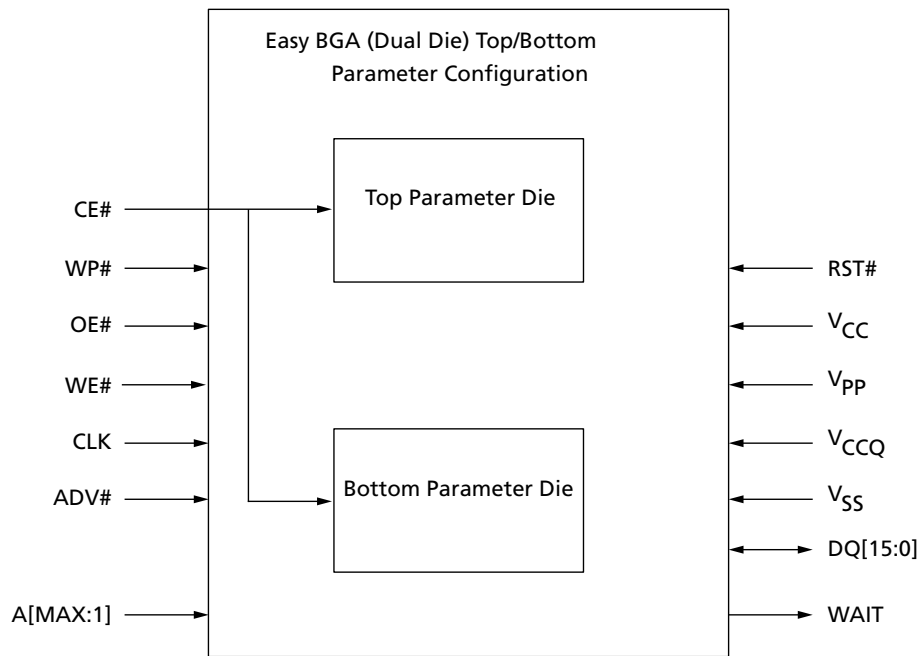 Easy BGA (Dual Die) Top/Bottom
Parameter Configuration
Top Parameter Die
CE#
WP#
RST#
OE#
VCC
WE#
VPP
CLK
VCCQ
Bottom Parameter Die
ADV#
VSS
DQ[15:0]
A[MAX:1]
WAIT